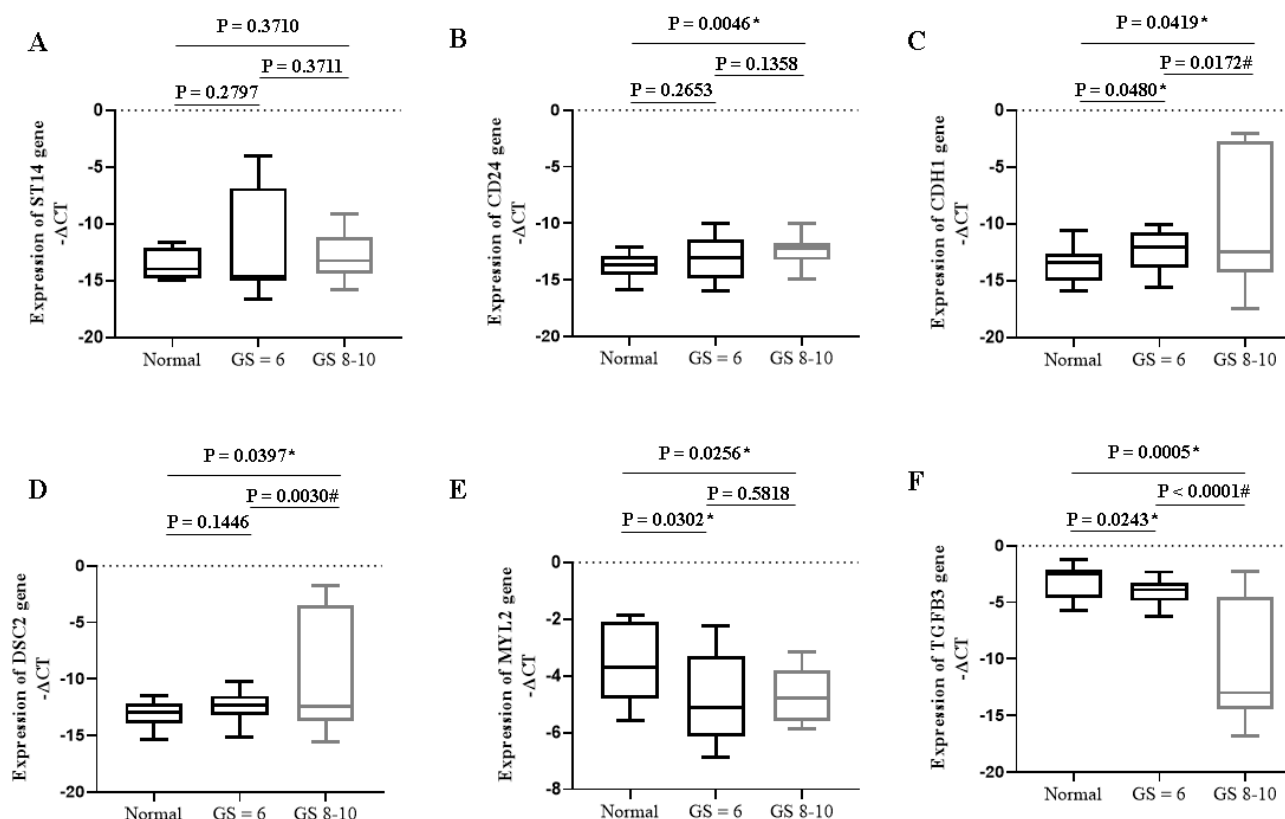 A
P = 0.3710
P = 0.3711
P = 0.2797
Expression of ST14 gene
-ΔCT
0
-5
-10
-15
-20
Normal
GS = 6
GS 8-10
B
P = 0.0046*
P = 0.1358
P = 0.2653
Expression of CD24 gene
-ΔCT
0
-5
-10
-15
-20
Normal
GS = 6
GS 8-10
C
P = 0.0419*
P = 0.0172#
P = 0.0480*
Expression of CDH1 gene
-ΔCT
0
-5
-10
-15
-20
Normal
GS = 6
GS 8-10
D
P = 0.0397*
P = 0.0030#
P = 0.1446
Expression of DSC2 gene
-ΔCT
0
-5
-10
-15
-20
Normal
GS = 6
GS 8-10
E
P = 0.0256*
P = 0.5818
P = 0.0302*
Expression of MYL2 gene
-ΔCT
0
-2
-4
-6
-8
Normal
GS = 6
GS 8-10
F
P = 0.0005*
P < 0.0001#
P = 0.0243*
Expression of TGFB3 gene
-ΔCT
0
-5
-10
-15
-20
Normal
GS = 6
GS 8-10